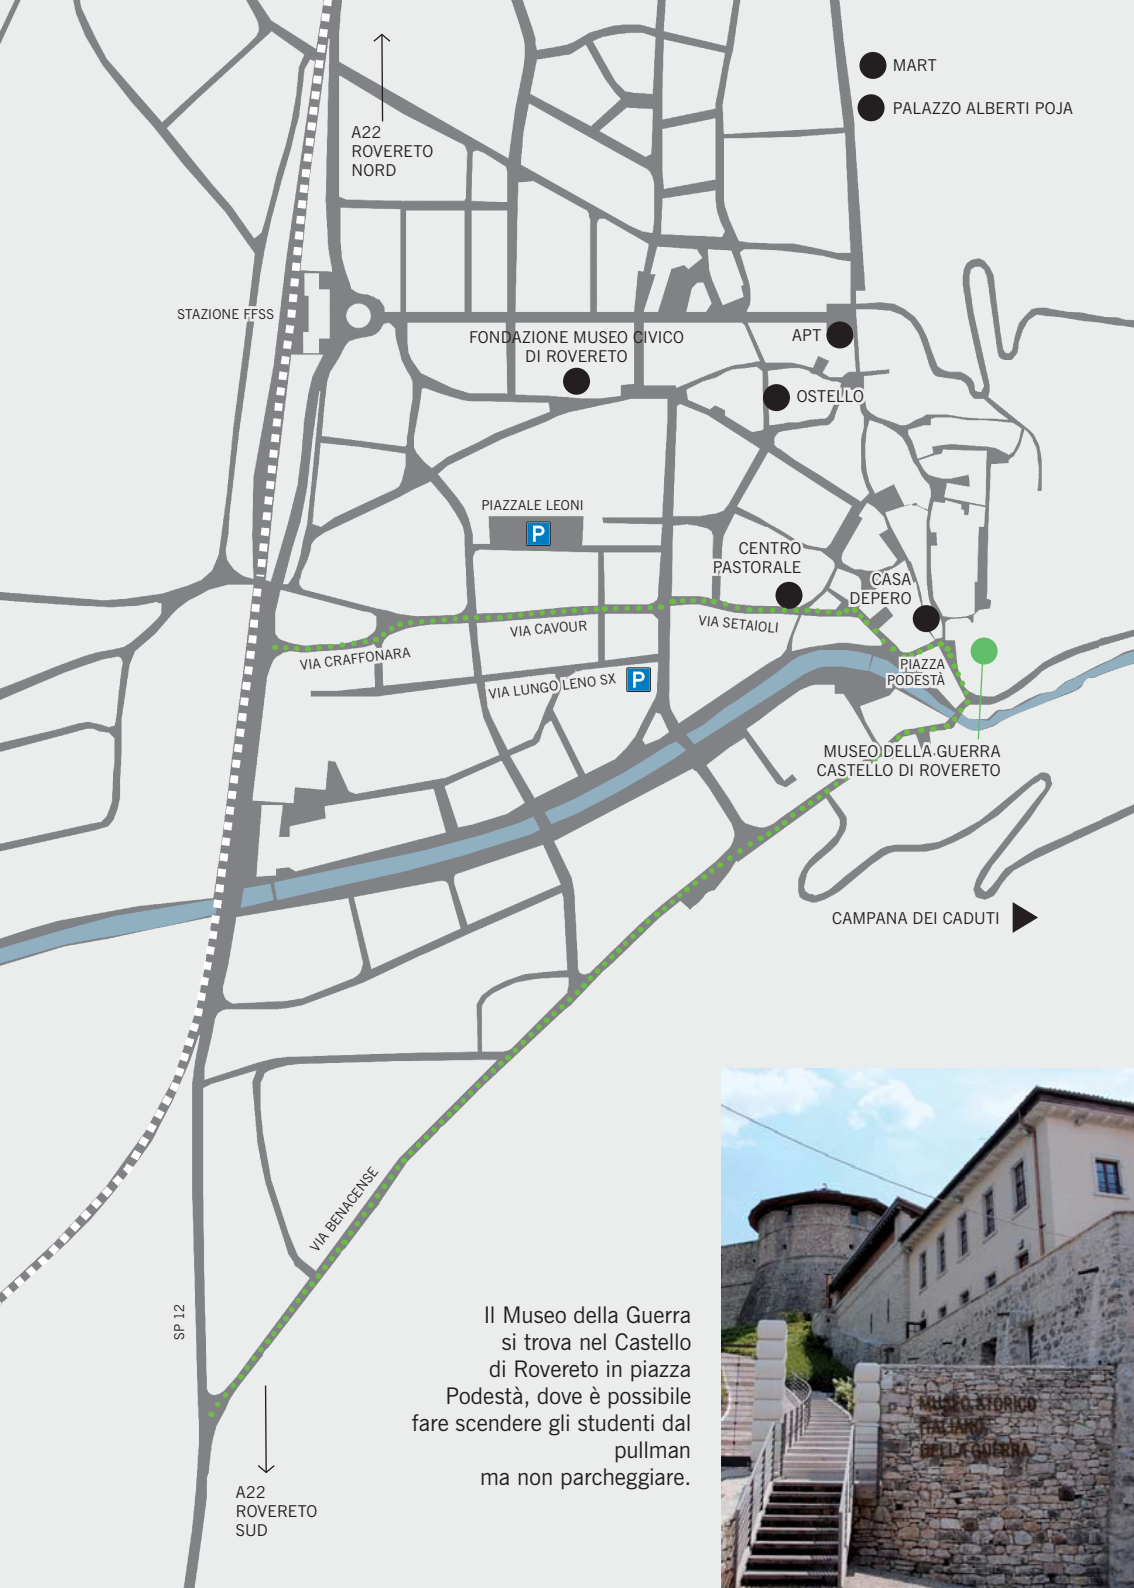 MART
PALAZZO ALBERTI POJA
A22
ROVERETO
NORD
STAZIONE FFSS
FONDAZIONE MUSEO CIVICO
DI ROVERETO
APT
OSTELLO
PIAZZALE LEONI
P
CENTRO
PASTORALE
CASA
DEPERO
VIA SETAIOLI
VIA CAVOUR
VIA CRAFFONARA
PIAZZA
PODESTÀ
VIA LUNGO LENO SX
P
MUSEO DELLA GUERRA
CASTELLO DI ROVERETO
CAMPANA DEI CADUTI
VIA BENACENSE
SP 12
A22
ROVERETO
SUD
Il Museo della Guerra
si trova nel Castello
di Rovereto in piazza
Podestà, dove è possibile
fare scendere gli studenti dal
pullman
ma non parcheggiare.
MUSEO STORICO
ITALIANO
DELLA GUERRA